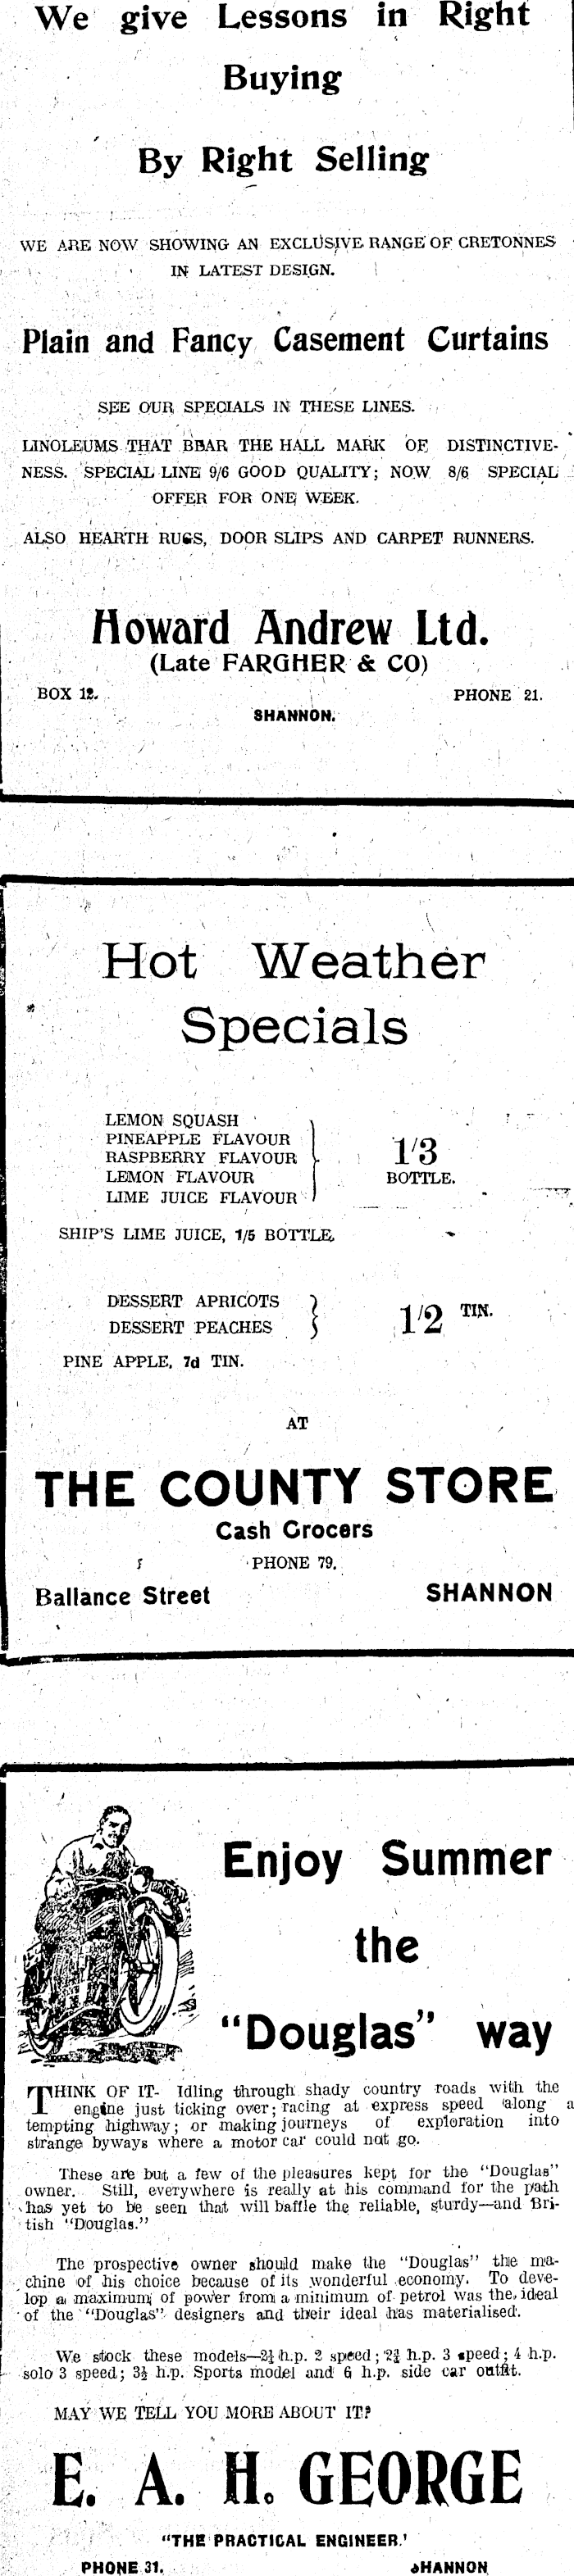 We give Lessons in Right
Buying
By Right Selling
WE ARE NOW SHOWING AN EXCLUSIVE RANGE OF CRETONNES
IN LATEST DESIGN.
Plain and Fancy Casement Curtains
SEE OUR SPECIALS IN THESE LINES.
LINOLEUMS THAT BEAR THE HALL MARK OF DISTINCTIVE-
NESS. SPECIAL LINE 9/6 GOOD QUALITY; NOW 8/6 SPECIAL
OFFER FOR ONE WEEK.
ALSO HEARTH RUGS, DOOR SLIPS AND CARPET RUNNERS.
Howard Andrew Ltd.
(Late FARGHER & CO)
BOX 12. PHONE 21.
SHANNON.
Hot Weather
Specials
LEMON SQUASH
PINEAPPLE FLAVOUR
RASPBERRY FLAVOUR
LEMON FLAVOUR
LIME JUICE FLAVOUR
1/3
BOTTLE.
SHIP'S LIME JUICE, 1/5 BOTTLE.
DESSERT APRICOTS
DESSERT PEACHES
1/2 TIN.
PINE APPLE, 7d TIN.
AT
THE COUNTY STORE
Cash Grocers
PHONE 79.
Ballance Street SHANNON
Enjoy Summer
the
"Douglas" way
THINK OF IT- Idling through shady country roads with the
engine just ticking over; racing at express speed along a
tempting highway; or making journeys of exploration into
strange byways where a motor car could not go.
These are but a few of the pleasures kept for the "Douglas"
owner. Still, everywhere is really at his command for the path
has yet to be seen that will baffle the reliable, sturdy—and Bri-
tish "Douglas."
The prospective owner should make the "Douglas" the ma-
chine of his choice because of its wonderful economy. To deve-
lop a maximum of power from a minimum of petrol was the ideal
of the "Douglas" designers and their ideal has materialised.
We stock these models—2¾ h.p. 2 speed; 2¾ h.p. 3 speed; 4 h.p.
solo 3 speed; 3½ h.p. Sports model and 6 h.p. side car outfit.
MAY WE TELL YOU MORE ABOUT IT?
E. A. H. GEORGE
"THE PRACTICAL ENGINEER.'
PHONE 31. SHANNON